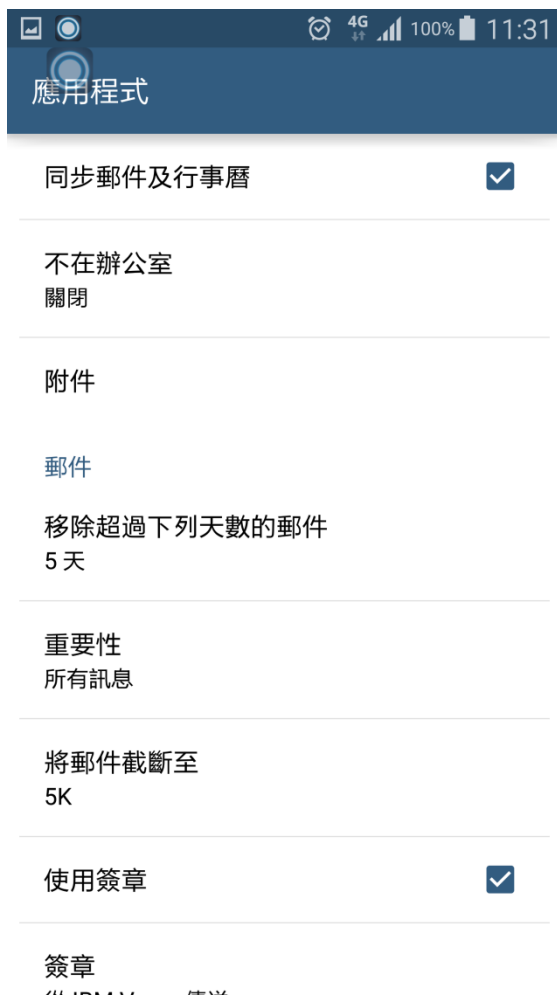 4G 100% 11:31
應用程式
同步郵件及行事曆
不在辦公室
關閉
附件
郵件
移除超過下列天數的郵件
5 天
重要性
所有訊息
將郵件截斷至
5K
使用簽章
簽章